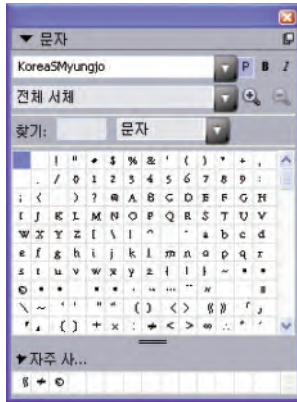 문자
KoreaSMyungjo P B I
전체 서체
찾기: 문자
! " $ % & ' ( ) * + ,
. / 0 1 2 3 4 5 6 7 8 9 :
; < > ? @ A B C D E F G H
I J K L M N O P Q R S T U V
W X Y Z [ \ ] ^ a b c d
e f g h i j k l m n o p q r
s t u v w x y z { | } ~
©
\ ~ ‘ ’ “ ” ( ) < > 《 》
{ } + × : ≠ < > ∞ ∴
자주 사...
《 ≠ ©